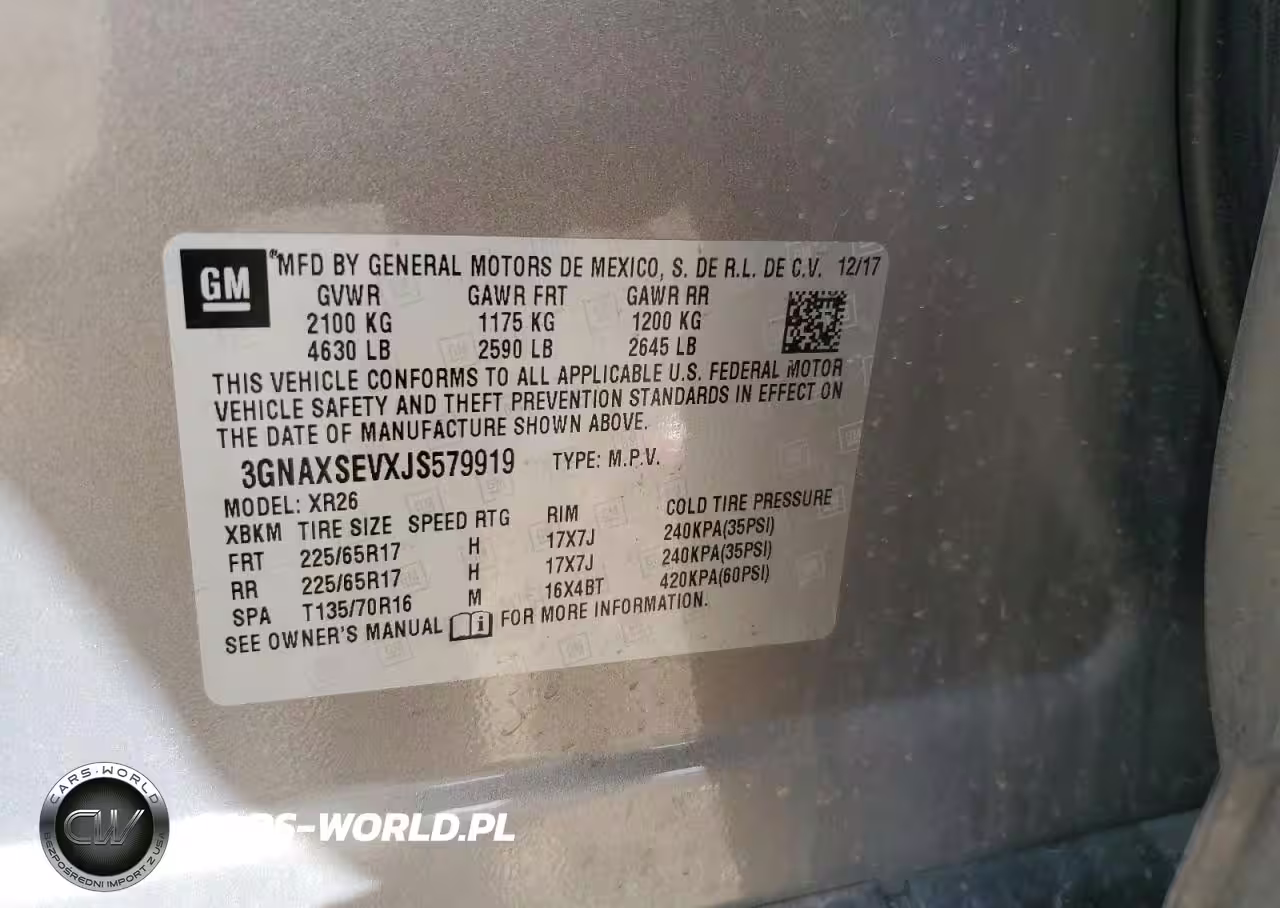 GM
®MFD BY GENERAL MOTORS DE MEXICO, S. DE R.L. DE C.V. 12/17
GVWR GAWR FRT GAWR RR
2100 KG 1175 KG 1200 KG
4630 LB 2590 LB 2645 LB
THIS VEHICLE CONFORMS TO ALL APPLICABLE U.S. FEDERAL MOTOR
VEHICLE SAFETY AND THEFT PREVENTION STANDARDS IN EFFECT ON
THE DATE OF MANUFACTURE SHOWN ABOVE.
3GNAXSEVXJS579919 TYPE: M.P.V.
MODEL: XR26
XBKM TIRE SIZE SPEED RTG RIM COLD TIRE PRESSURE
FRT 225/65R17 H 17X7J 240KPA(35PSI)
RR 225/65R17 H 17X7J 240KPA(35PSI)
SPA T135/70R16 M 16X4BT 420KPA(60PSI)
SEE OWNER'S MANUAL i FOR MORE INFORMATION.
CARS-WORLD
CW
BEZPOŚREDNI IMPORT Z USA
CARS-WORLD.PL